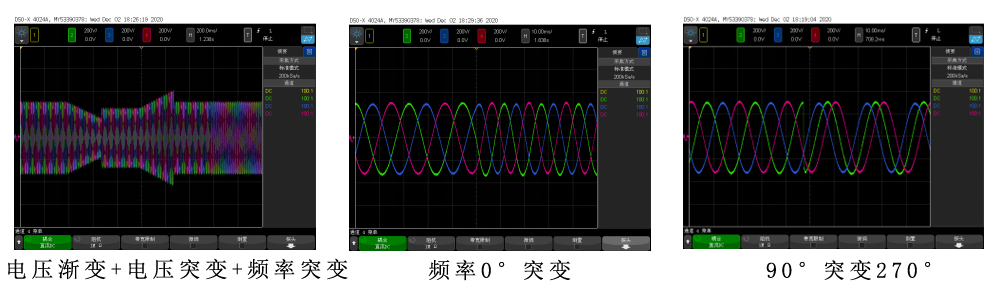 DSO-X 4024A, MY53390378: Wed Dec 02 18:26:19 2020
1 2 200V/ 0.0V 3 200V/ 0.0V 4 200V/ 0.0V H 200.0ms/ 1.238s T L 停止
摘要
采集方式
标准模式
200kSa/s
通道
DC 100:1
DC 100:1
DC 100:1
DC 100:1
通道 4 菜单
耦合 直流DC 阻抗 1M Ω 带宽限制 微调 倒置 探头
电压渐变+电压突变+频率突变
DSO-X 4024A, MY53390378: Wed Dec 02 18:29:36 2020
1 2 200V/ 0.0V 3 200V/ 0.0V 4 200V/ 0.0V H 10.00ms/ 1.838s T L 停止
摘要
采集方式
标准模式
200kSa/s
通道
DC 100:1
DC 100:1
DC 100:1
DC 100:1
通道 4 菜单
耦合 直流DC 阻抗 1M Ω 带宽限制 微调 倒置 探头
频率0°突变
DSO-X 4024A, MY53390378: Wed Dec 02 18:19:04 2020
1 2 200V/ 0.0V 3 200V/ 0.0V 4 200V/ 0.0V H 10.00ms/ 709.2ms T L 停止
摘要
采集方式
标准模式
200kSa/s
通道
DC 100:1
DC 100:1
DC 100:1
DC 100:1
通道 4 菜单
耦合 直流DC 阻抗 1M Ω 带宽限制 微调 倒置 探头
90°突变270°